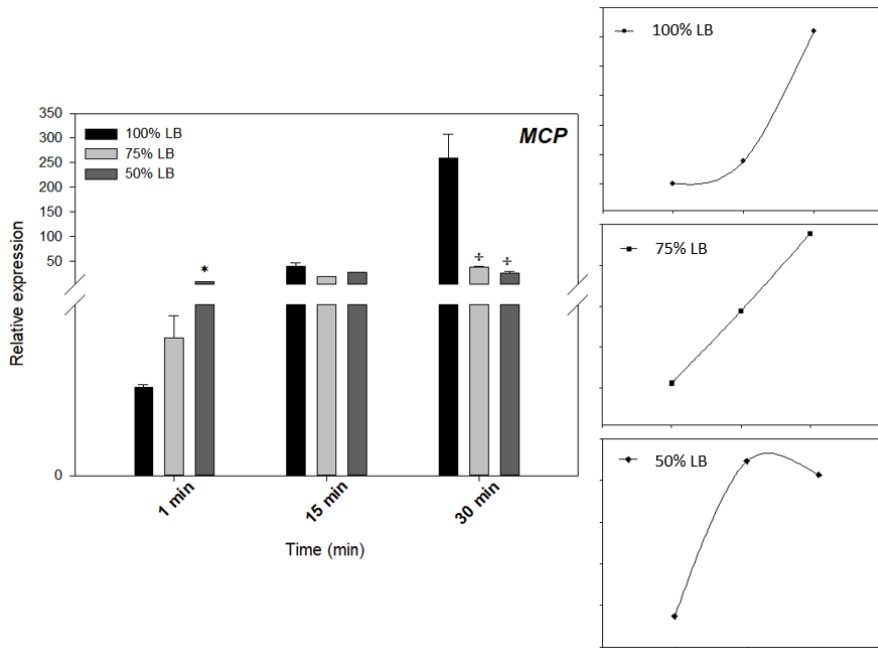 350
300
250
200
150
100
50
0
Relative expression
100% LB
75% LB
50% LB
MCP
*
÷ ÷
1 min
15 min
30 min
Time (min)
100% LB
75% LB
50% LB